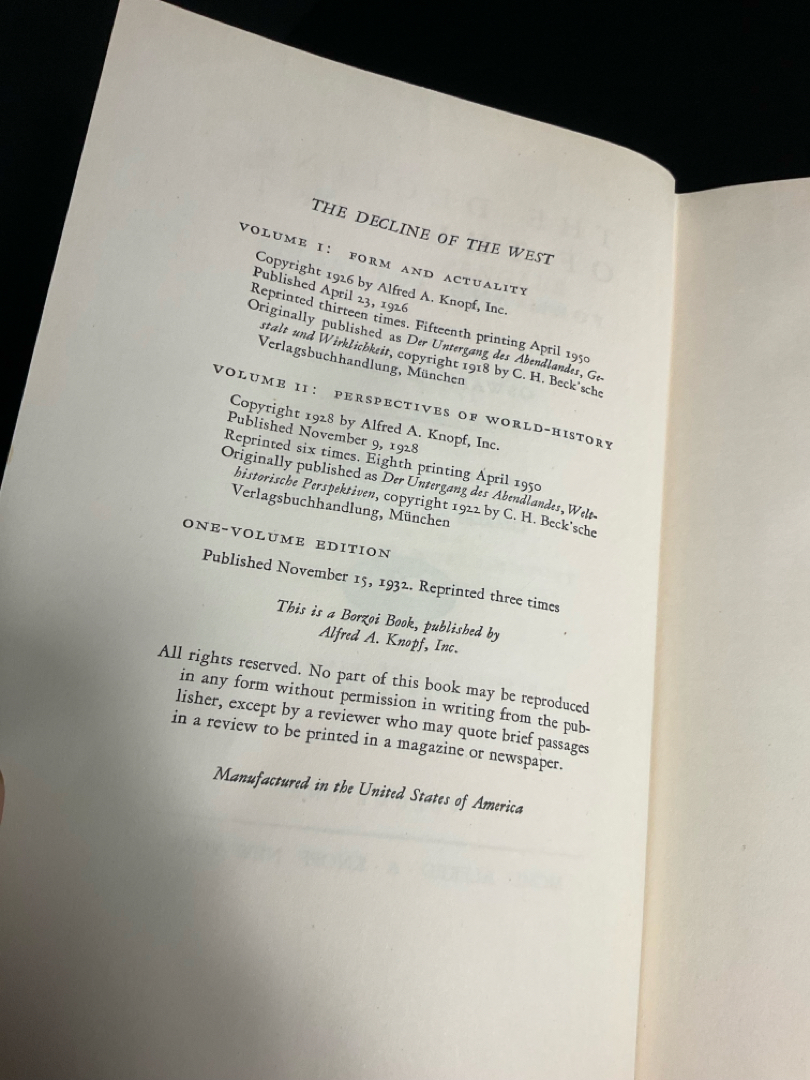 THE DECLINE OF THE WEST
VOLUME I: FORM AND ACTUALITY
Copyright 1926 by Alfred A. Knopf, Inc.
Published April 23, 1926
Reprinted thirteen times. Fifteenth printing April 1950
Originally published as Der Untergang des Abendlandes, Ge-
stalt und Wirklichkeit, copyright 1918 by C. H. Beck'sche
Verlagsbuchhandlung, München
VOLUME II: PERSPECTIVES OF WORLD-HISTORY
Copyright 1928 by Alfred A. Knopf, Inc.
Published November 9, 1928
Reprinted six times. Eighth printing April 1950
Originally published as Der Untergang des Abendlandes, Welt-
historische Perspektiven, copyright 1922 by C. H. Beck'sche
Verlagsbuchhandlung, München
ONE-VOLUME EDITION
Published November 15, 1932. Reprinted three times
This is a Borzoi Book, published by
Alfred A. Knopf, Inc.
All rights reserved. No part of this book may be reproduced
in any form without permission in writing from the pub-
lisher, except by a reviewer who may quote brief passages
in a review to be printed in a magazine or newspaper.
Manufactured in the United States of America